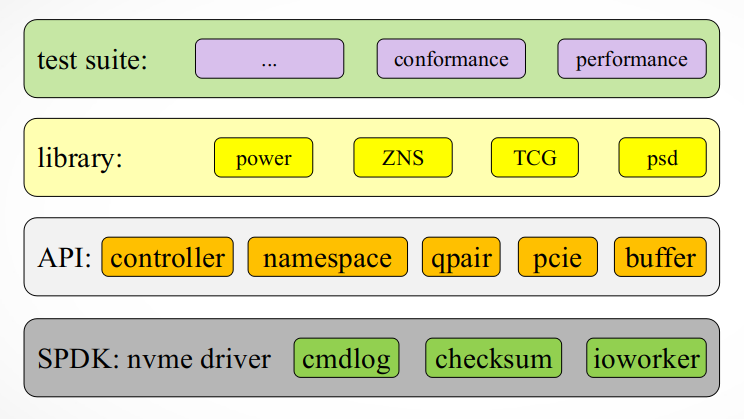 test suite: ... conformance performance
library: power ZNS TCG psd
API: controller namespace qpair pcie buffer
SPDK: nvme driver cmdlog checksum ioworker